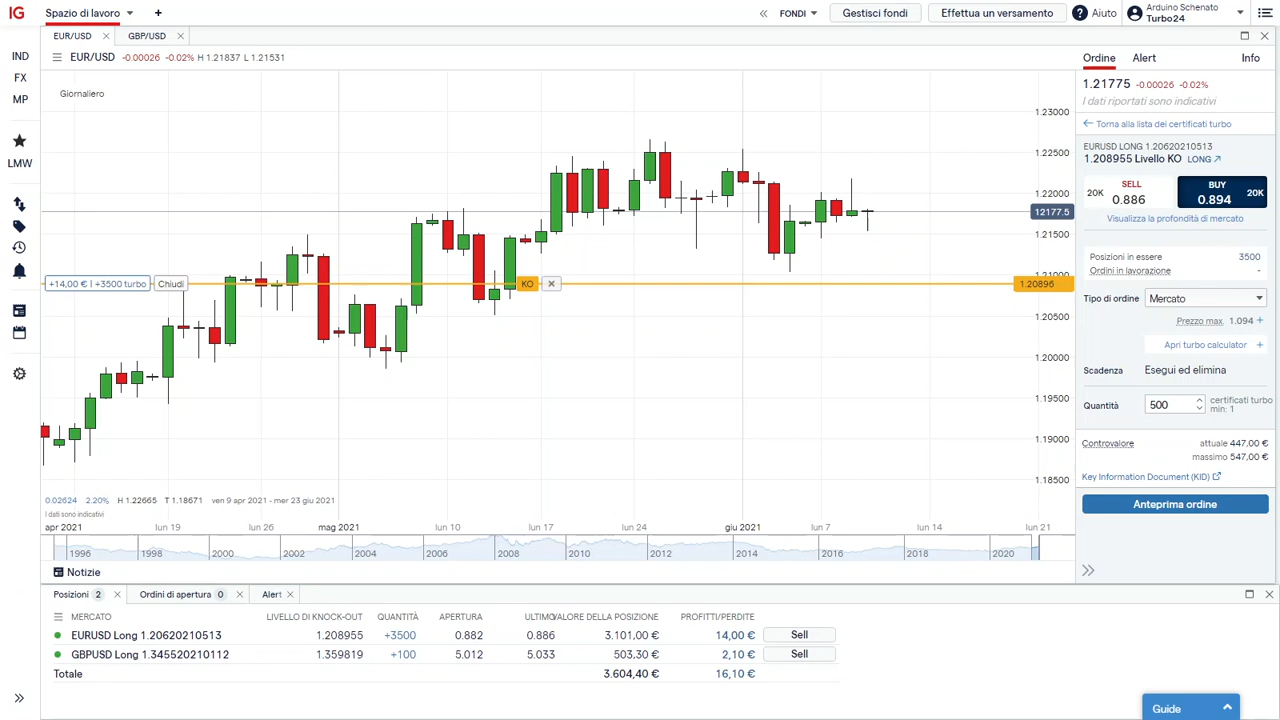 IG Spazio di lavoro + FONDI Gestisci fondi Effettua un versamento ? Aiuto Arduino Schenato
Turbo24
EUR/USD GBP/USD
EUR/USD -0.00026 -0.02% H 1.21837 L 1.21531
IND
FX
MP
LMW
Giornaliero
1.23000
1.22500
1.22000
12177.5
1.21500
1.21000
+14,00 € | +3500 turbo Chiudi KO 1.20896
1.20500
1.20000
1.19500
1.19000
1.18500
0.02624 2.20% H 1.22665 T 1.18671 ven 9 apr 2021 - mer 23 giu 2021
I dati sono indicativi
apr 2021 lun 19 lun 26 mag 2021 lun 10 lun 17 lun 24 giu 2021 lun 7 lun 14 lun 21
1996 1998 2000 2002 2004 2006 2008 2010 2012 2014 2016 2018 2020
Notizie
Ordine Alert Info
1.21775 -0.00026 -0.02%
I dati riportati sono indicativi
Torna alla lista dei certificati turbo
EURUSD LONG 1.20620210513
1.208955 Livello KO LONG
20K SELL 0.886 BUY 0.894 20K
Visualizza la profondità di mercato
Posizioni in essere 3500
Ordini in lavorazione -
Tipo di ordine Mercato
Prezzo max. 1.094 +
Apri turbo calculator +
Scadenza Esegui ed elimina
Quantità 500 certificati turbo
min: 1
Controvalore attuale 447,00 €
massimo 547,00 €
Key Information Document (KID)
Anteprima ordine
Posizioni 2 Ordini di apertura 0 Alert
MERCATO LIVELLO DI KNOCK-OUT QUANTITÀ APERTURA ULTIMO VALORE DELLA POSIZIONE PROFITTI/PERDITE
EURUSD Long 1.20620210513 1.208955 +3500 0.882 0.886 3.101,00 € 14,00 € Sell
GBPUSD Long 1.345520210112 1.359819 +100 5.012 5.033 503,30 € 2,10 € Sell
Totale 3.604,40 € 16,10 €
Guide